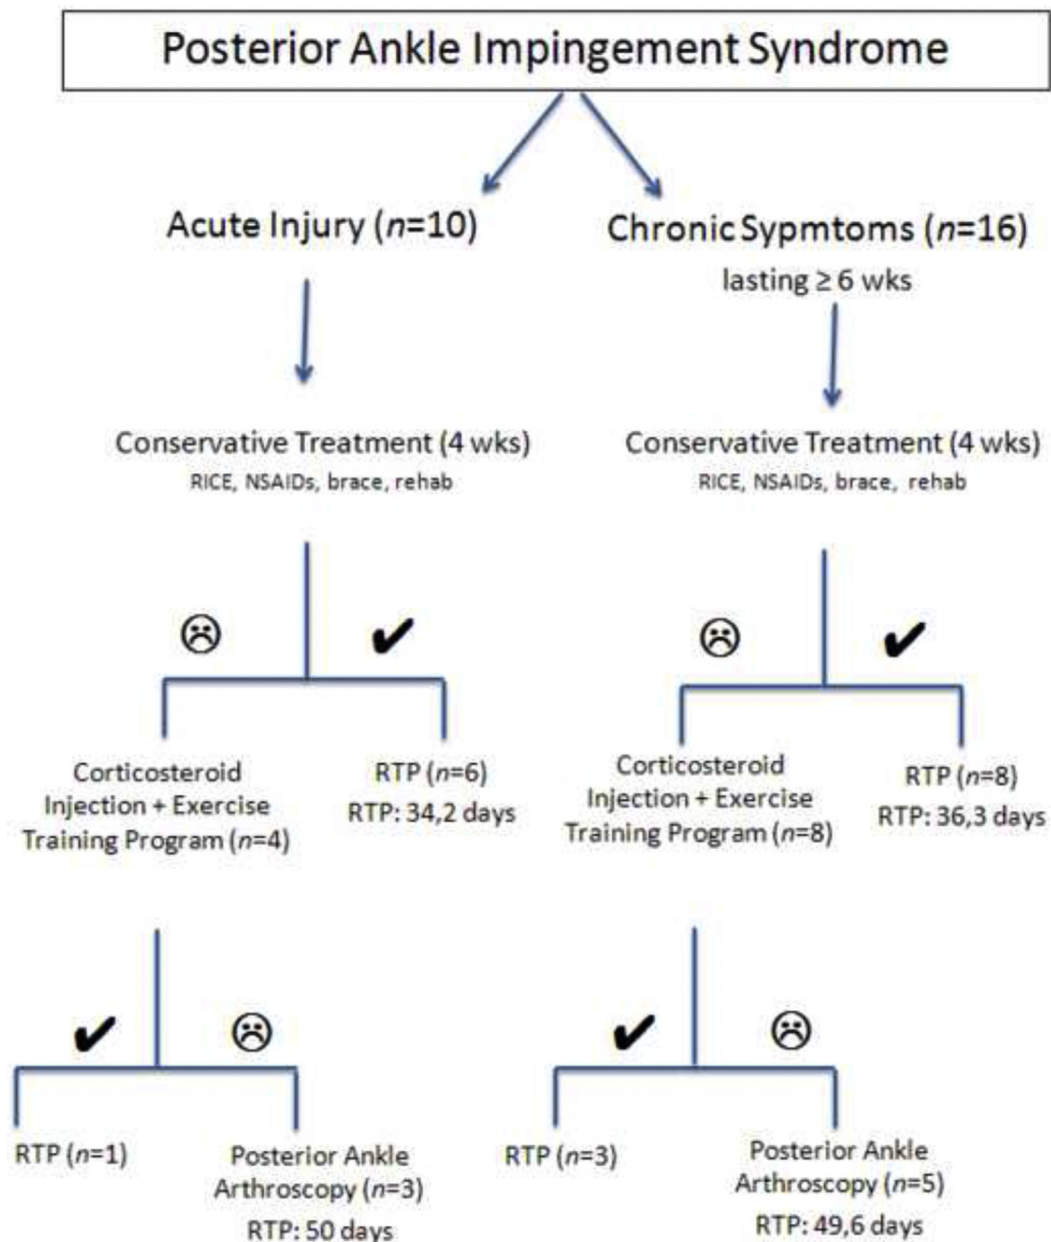 Posterior Ankle Impingement Syndrome
Acute Injury (n=10)
Chronic Sypmtoms (n=16)
lasting ≥ 6 wks
Conservative Treatment (4 wks)
RICE, NSAIDs, brace, rehab
Conservative Treatment (4 wks)
RICE, NSAIDs, brace, rehab
Corticosteroid
Injection + Exercise
Training Program (n=4)
RTP (n=6)
RTP: 34,2 days
Corticosteroid
Injection + Exercise
Training Program (n=8)
RTP (n=8)
RTP: 36,3 days
RTP (n=1)
Posterior Ankle
Arthroscopy (n=3)
RTP: 50 days
RTP (n=3)
Posterior Ankle
Arthroscopy (n=5)
RTP: 49,6 days